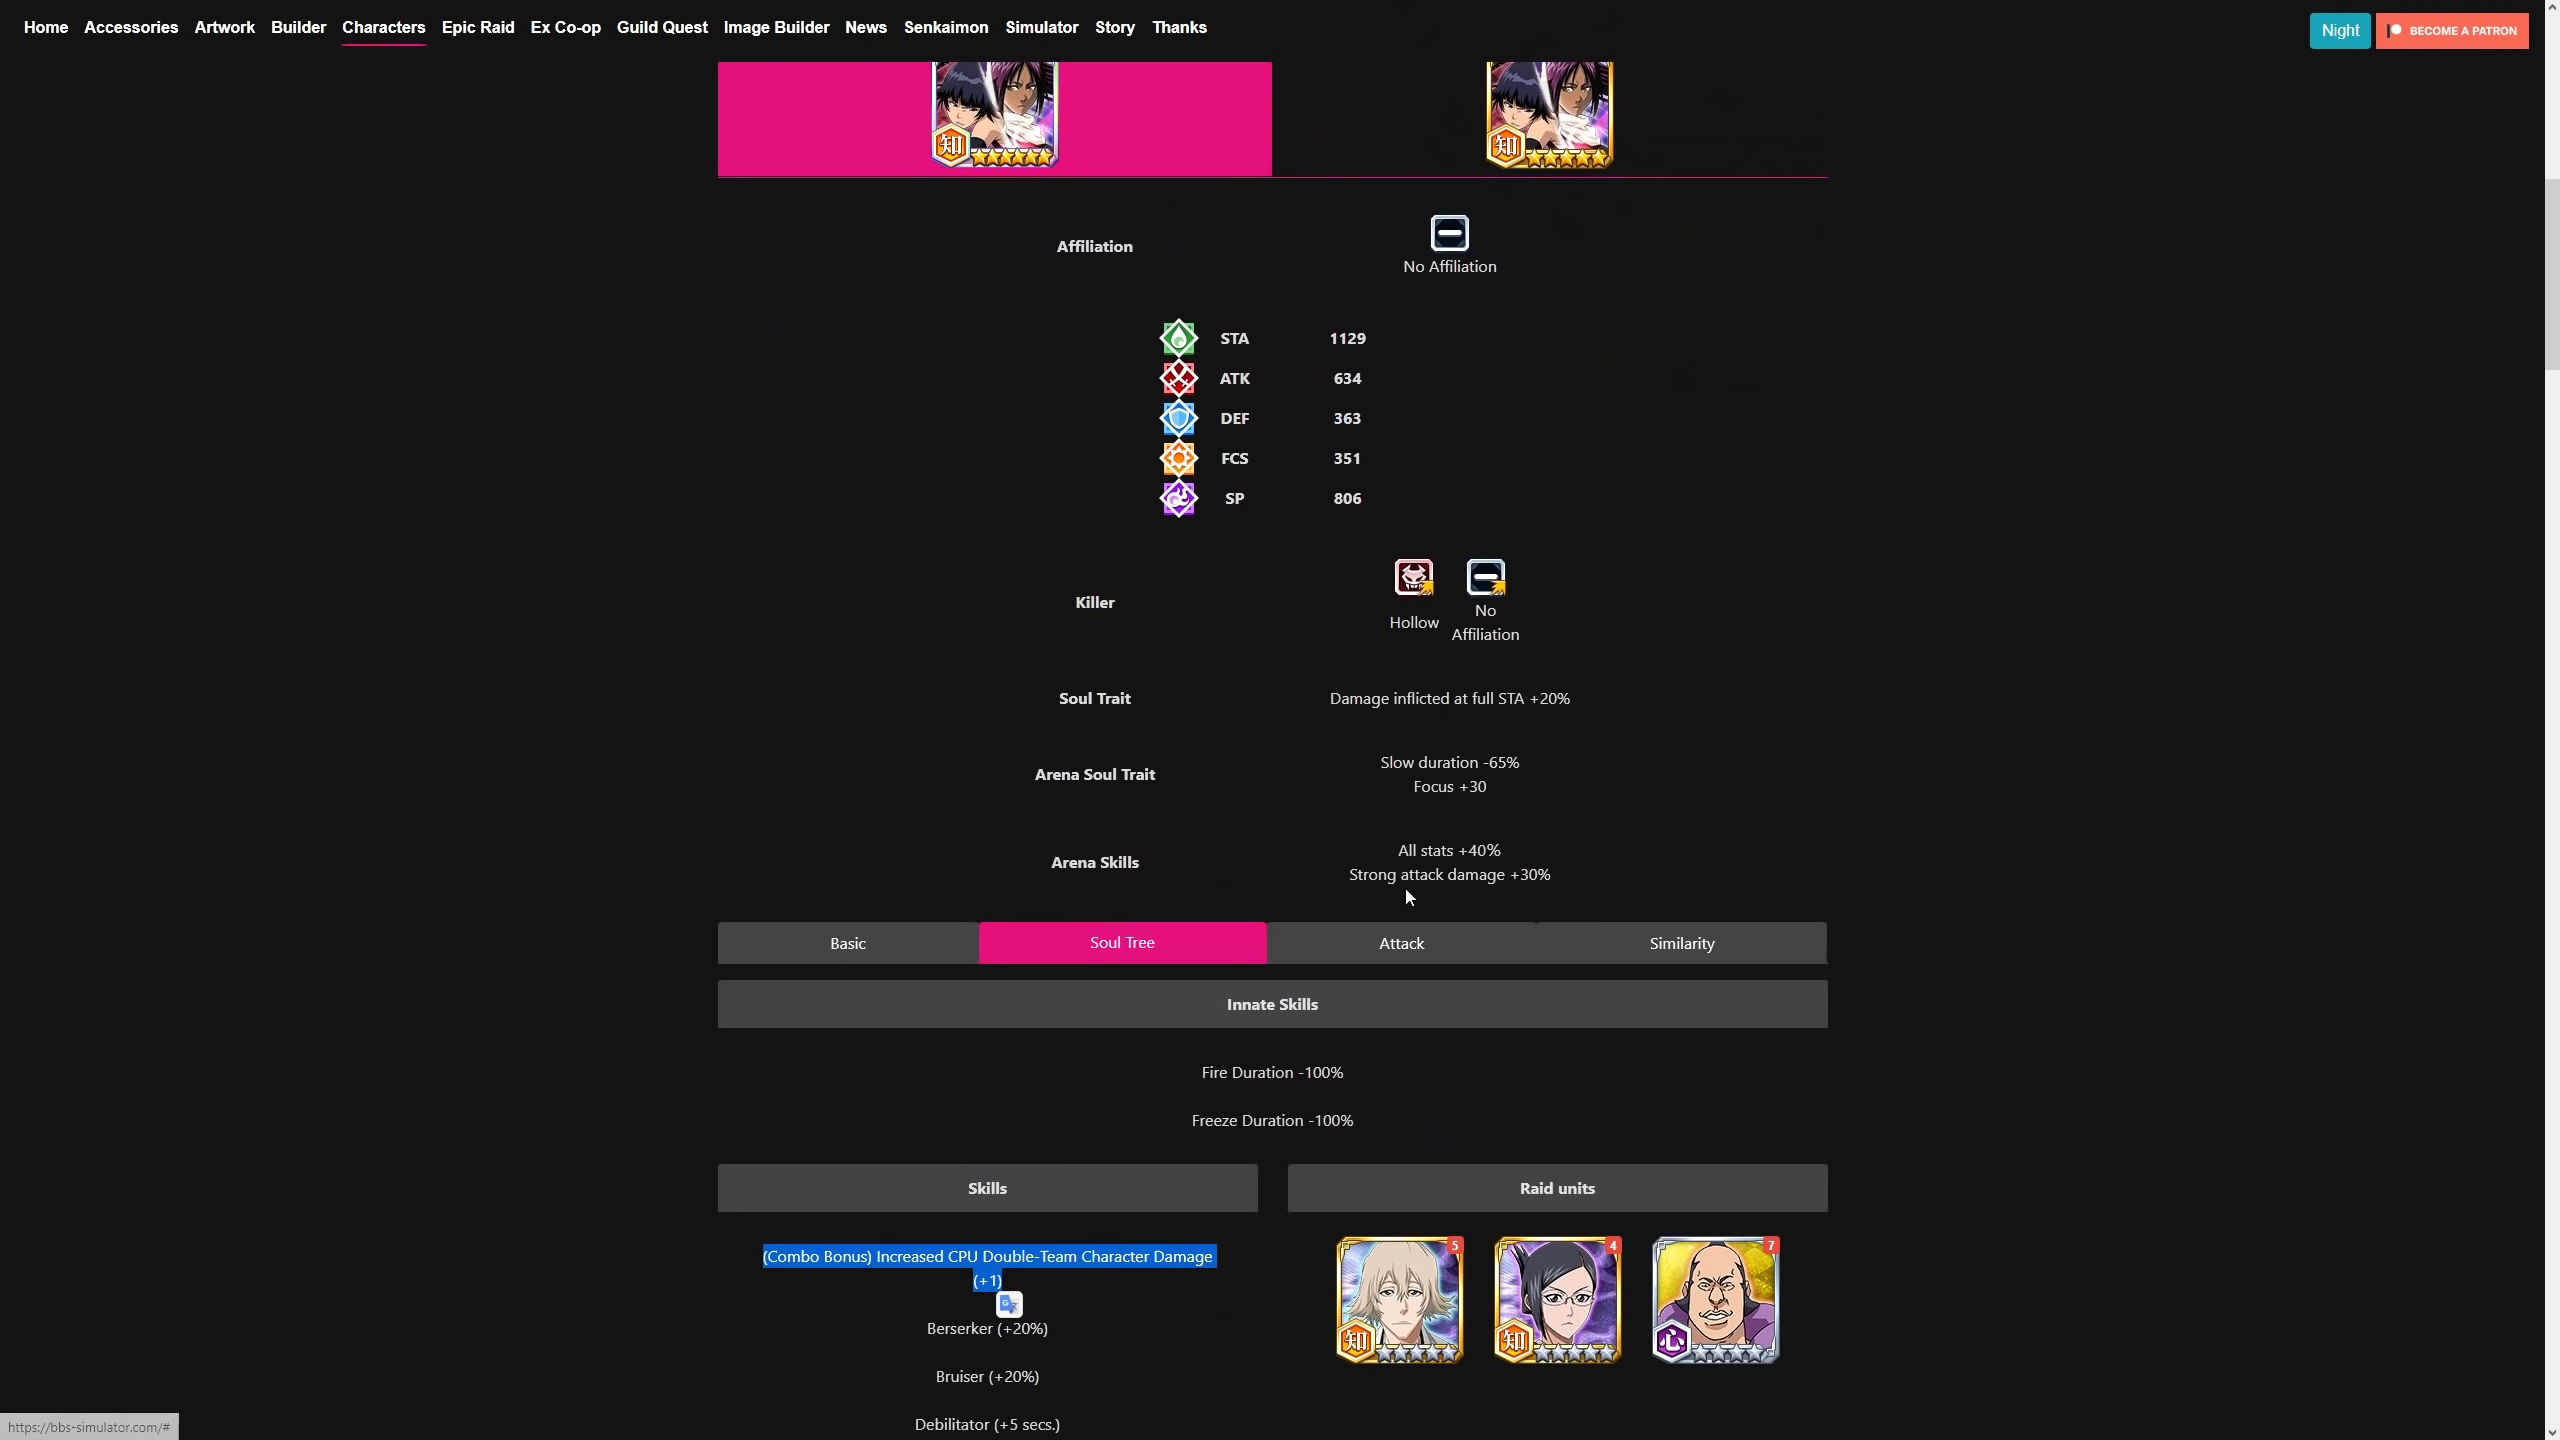 Home Accessories Artwork Builder Characters Epic Raid Ex Co-op Guild Quest Image Builder News Senkaimon Simulator Story Thanks
Night BECOME A PATRON
知 知
Affiliation
No Affiliation
STA 1129
ATK 634
DEF 363
FCS 351
SP 806
Killer
Hollow
No
Affiliation
Soul Trait
Damage inflicted at full STA +20%
Arena Soul Trait
Slow duration -65%
Focus +30
Arena Skills
All stats +40%
Strong attack damage +30%
Basic Soul Tree Attack Similarity
Innate Skills
Fire Duration -100%
Freeze Duration -100%
Skills
Raid units
(Combo Bonus) Increased CPU Double-Team Character Damage
(+1)
Berserker (+20%)
Bruiser (+20%)
Debilitator (+5 secs.)
5 4 7
知 知 心
https://bbs-simulator.com/#